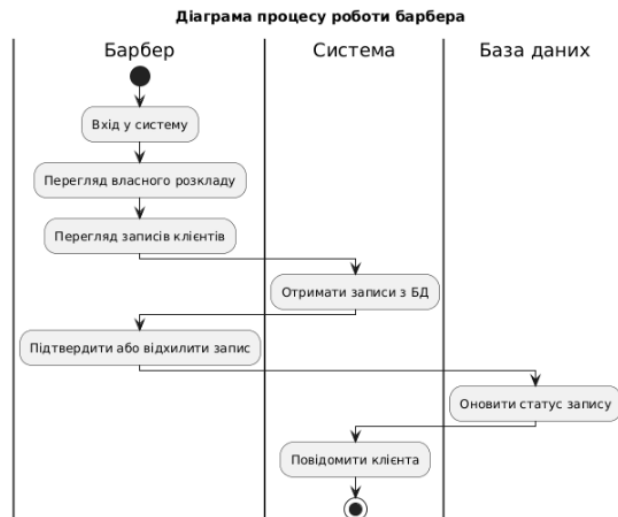 Діаграма процесу роботи барбера
Барбер
Система
База даних
Вхід у систему
Перегляд власного розкладу
Перегляд записів клієнтів
Отримати записи з БД
Підтвердити або відхилити запис
Оновити статус запису
Повідомити клієнта